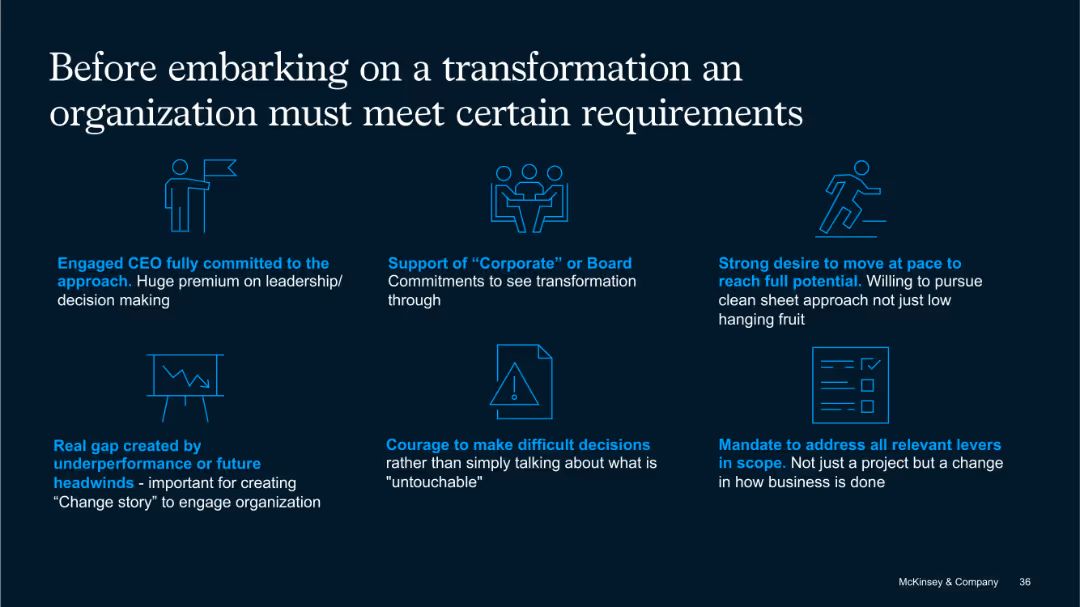 Before embarking on a transformation an
organization must meet certain requirements
Engaged CEO fully committed to the
approach. Huge premium on leadership/
decision making
Support of “Corporate” or Board
Commitments to see transformation
through
Strong desire to move at pace to
reach full potential. Willing to pursue
clean sheet approach not just low
hanging fruit
Real gap created by
underperformance or future
headwinds - important for creating
“Change story” to engage organization
Courage to make difficult decisions
rather than simply talking about what is
"untouchable"
Mandate to address all relevant levers
in scope. Not just a project but a change
in how business is done
McKinsey & Company 36